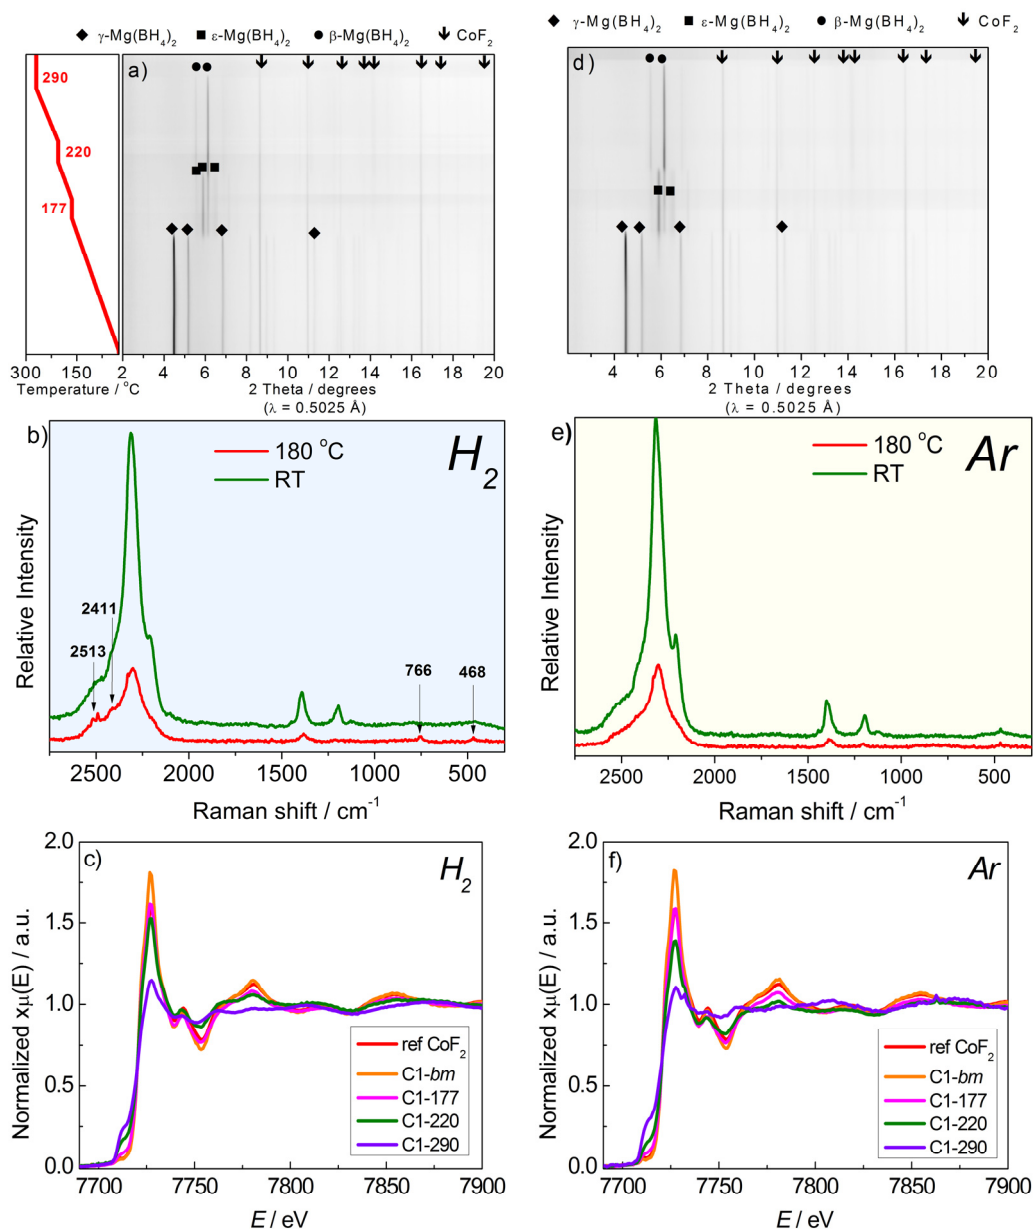 ◆ γ-Mg(BH₄)₂ ■ ε-Mg(BH₄)₂ ● β-Mg(BH₄)₂ ↓ CoF₂
a)
290
220
177
300 150 2 4 6 8 10 12 14 16 18 20
Temperature / °C 2 Theta / degrees
(λ = 0.5025 Å)
◆ γ-Mg(BH₄)₂ ■ ε-Mg(BH₄)₂ ● β-Mg(BH₄)₂ ↓ CoF₂
d)
4 6 8 10 12 14 16 18 20
2 Theta / degrees
(λ = 0.5025 Å)
b)
180 °C
RT
H₂
Relative Intensity
2411
2513
766
468
2500 2000 1500 1000 500
Raman shift / cm⁻¹
e)
180 °C
RT
Ar
Relative Intensity
2500 2000 1500 1000 500
Raman shift / cm⁻¹
c)
H₂
Normalized xμ(E) / a.u.
2.0
1.5
1.0
0.5
0.0
ref CoF₂
C1-bm
C1-177
C1-220
C1-290
7700 7750 7800 7850 7900
E / eV
f)
Ar
Normalized xμ(E) / a.u.
2.0
1.5
1.0
0.5
0.0
ref CoF₂
C1-bm
C1-177
C1-220
C1-290
7700 7750 7800 7850 7900
E / eV